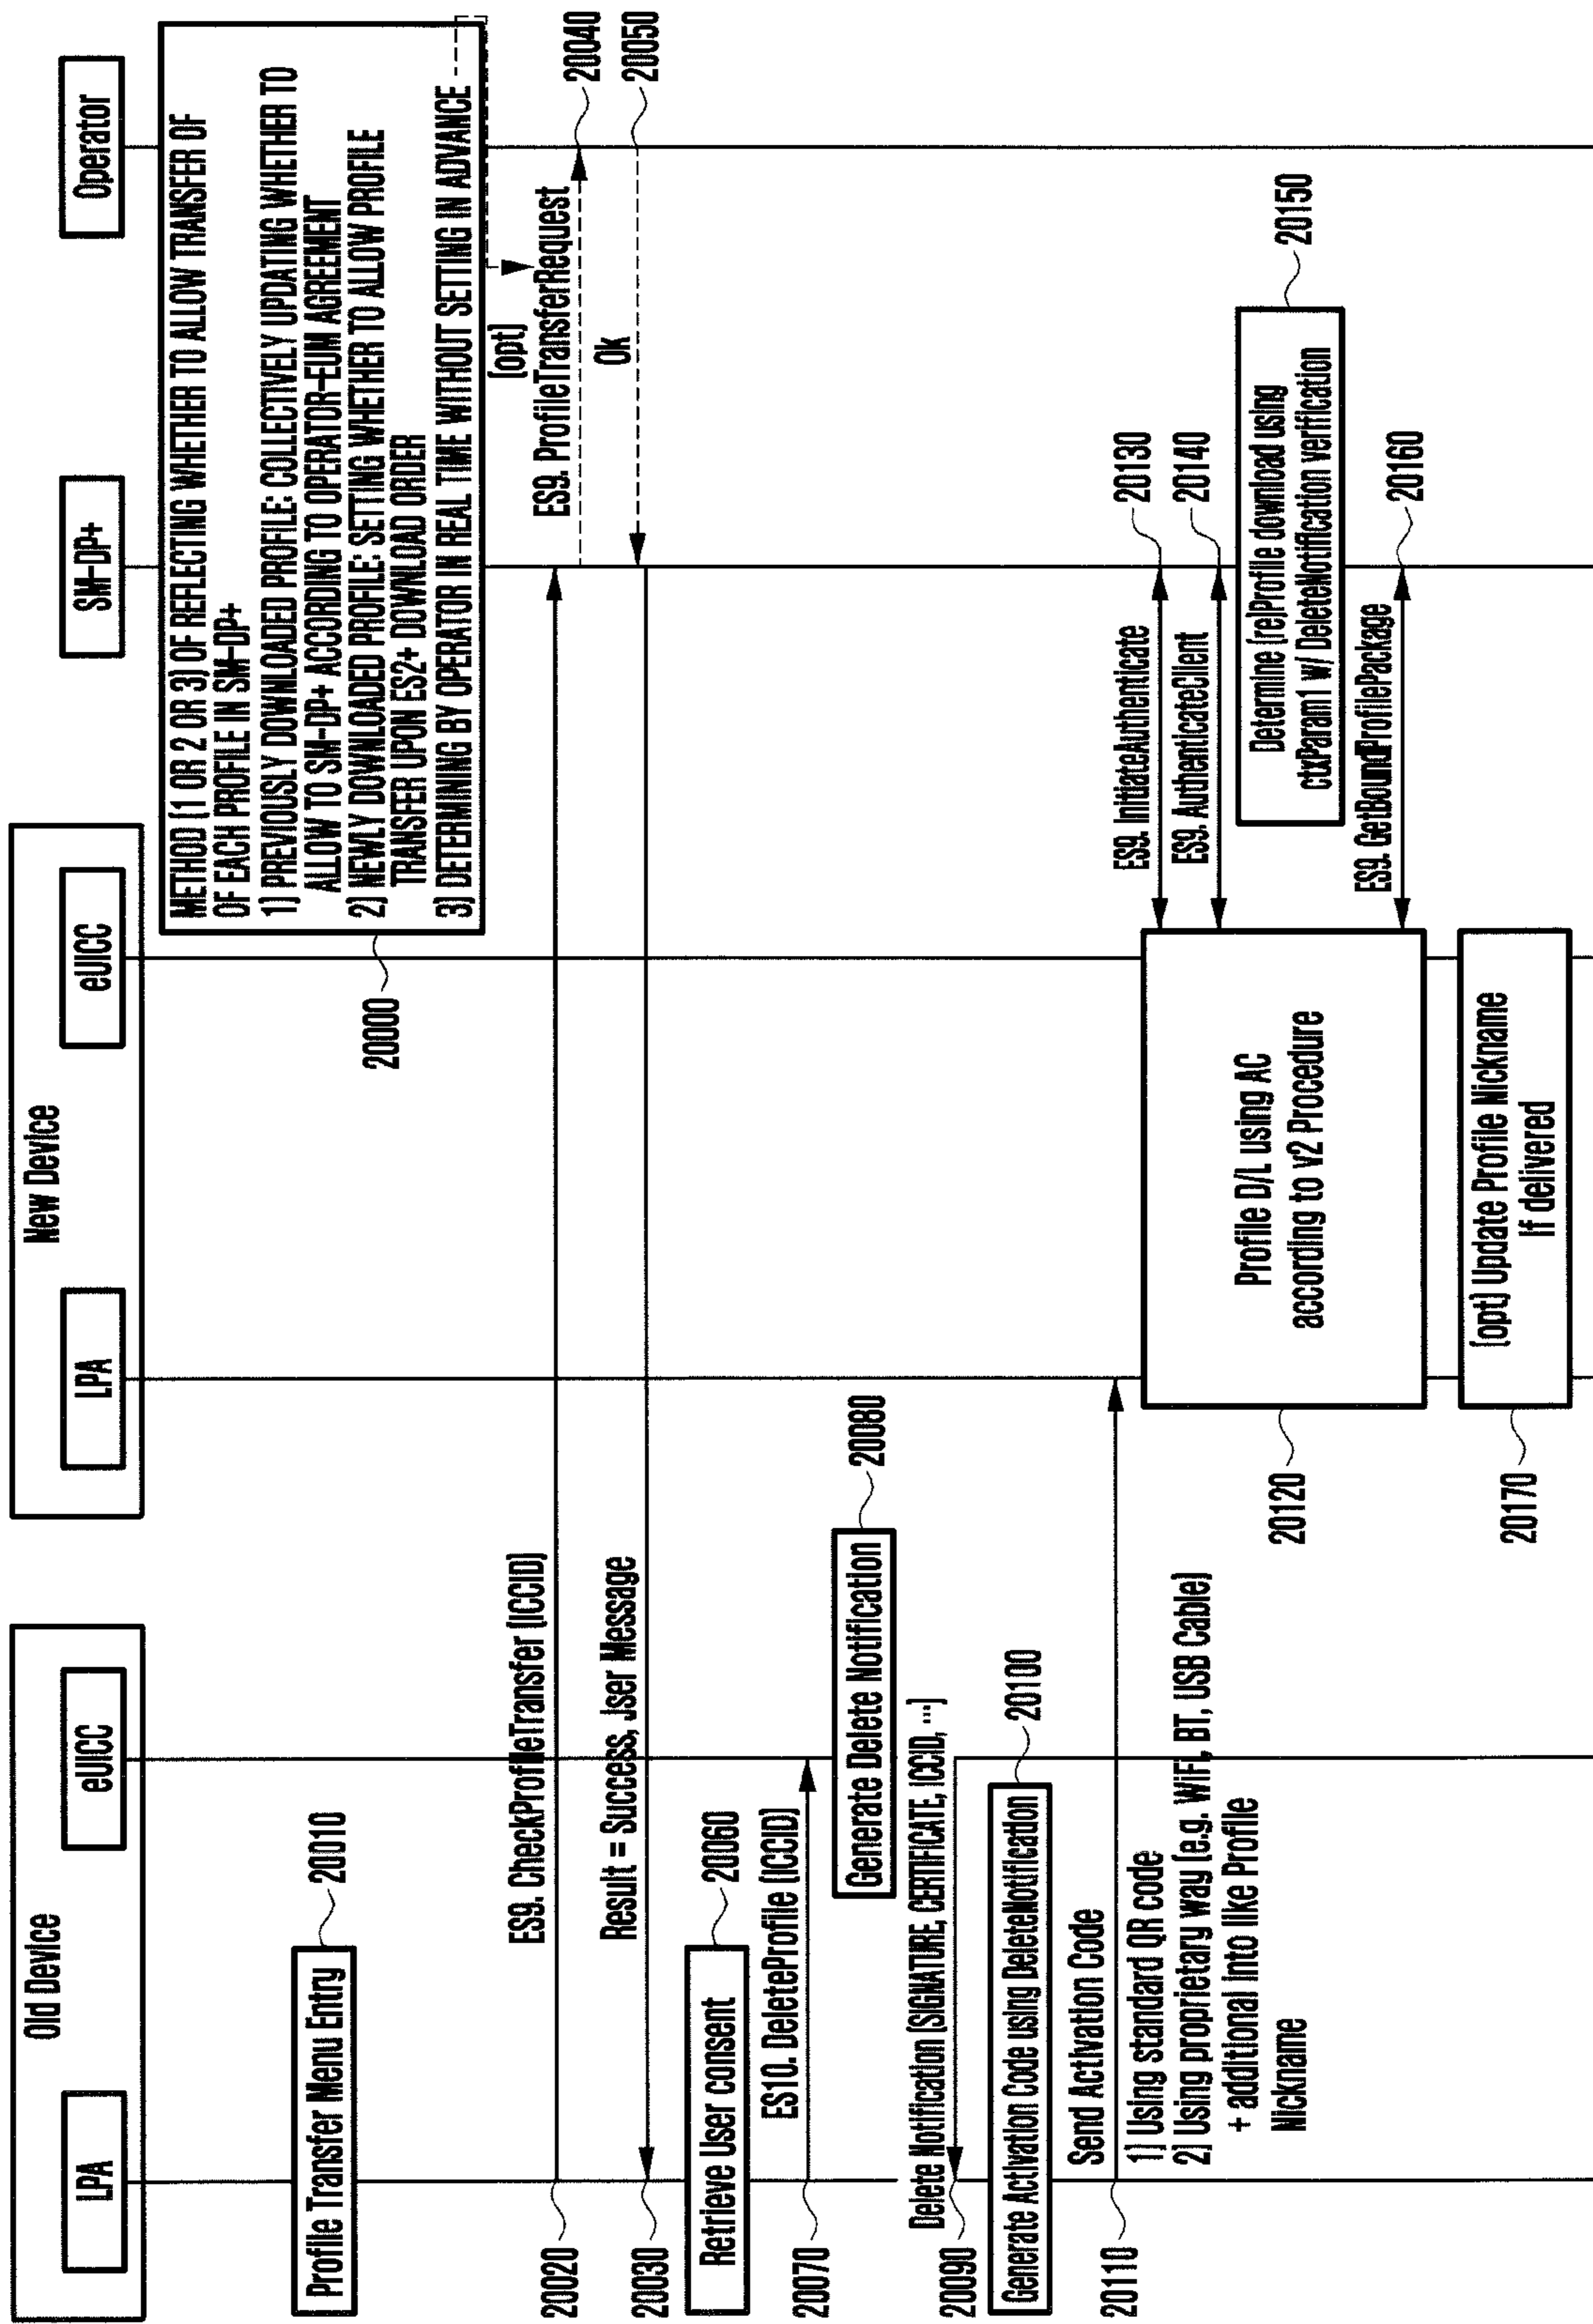 Old Device
LPA
eUICC
New Device
LPA
eUICC
SM-DP+
Operator
METHOD (1 OR 2 OR 3) OF REFLECTING WHETHER TO ALLOW TRANSFER OF
OF EACH PROFILE IN SM-DP+
1) PREVIOUSLY DOWNLOADED PROFILE: COLLECTIVELY UPDATING WHETHER TO
ALLOW TO SM-DP+ ACCORDING TO OPERATOR-EUM AGREEMENT
2) NEWLY DOWNLOADED PROFILE: SETTING WHETHER TO ALLOW PROFILE
TRANSFER UPON ES2+ DOWNLOAD ORDER
3) DETERMINING BY OPERATOR IN REAL TIME WITHOUT SETTING IN ADVANCE
20000
Profile Transfer Menu Entry
20010
(opt)
ES9. ProfileTransferRequest
20040
Ok
20050
ES9. CheckProfileTransfer (ICCID)
20020
Result = Success, Jser Message
20030
Retrieve User consent
20060
ES10. DeleteProfile (ICCID)
20070
Generate Delete Notification
20080
Delete Notification (SIGNATURE, CERTIFICATE, ICCID, ...)
20090
Generate Activation Code using DeleteNotification
20100
Send Activation Code
20110
1) Using standard QR code
2) Using proprietary way (e.g. WiFi, BT, USB Cable)
+ additional into like Profile
Nickname
Profile D/L using AC
according to v2 Procedure
20120
ES9. InitiateAuthenticate
20130
ES9. AuthenticateClient
20140
Determine (re)Profile download using
ctxParam1 w/ DeleteNotification verification
20150
ES9. GetBoundProfilePackage
20160
(opt) Update Profile Nickname
If delivered
20170